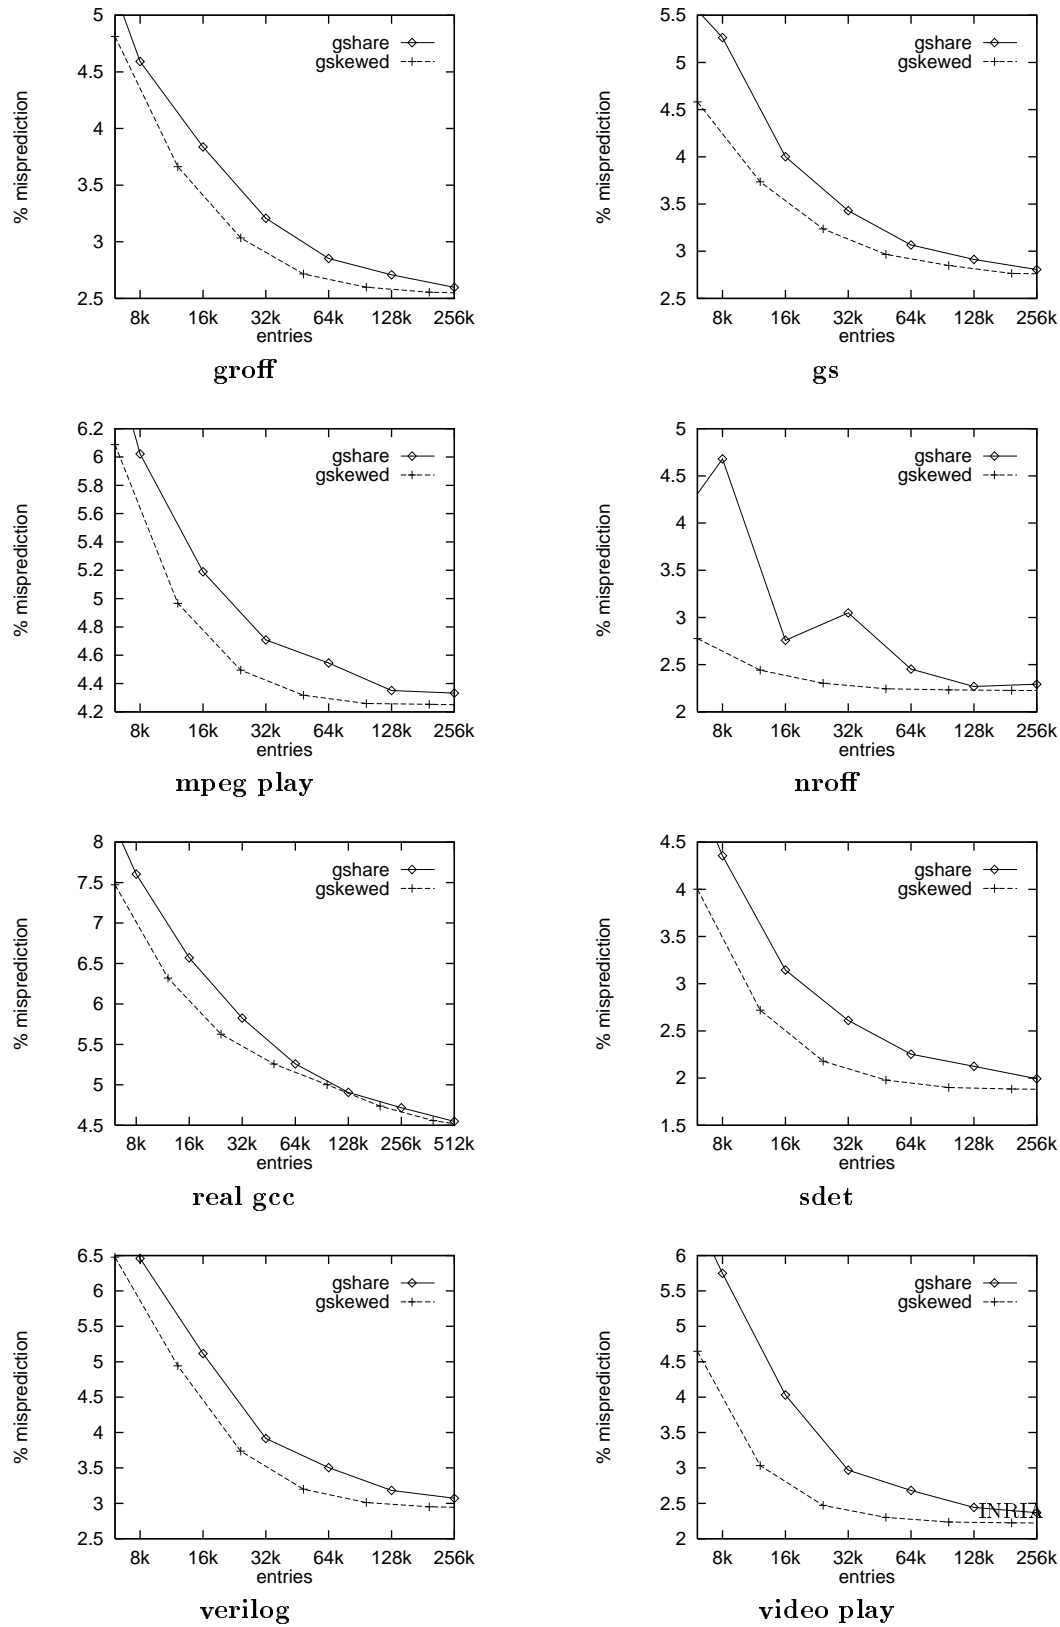 5
4.5
4
3.5
3
2.5
% misprediction
gshare
gskewed
8k 16k 32k 64k 128k 256k
entries
groff
5.5
5
4.5
4
3.5
3
2.5
% misprediction
gshare
gskewed
8k 16k 32k 64k 128k 256k
entries
gs
6.2
6
5.8
5.6
5.4
5.2
5
4.8
4.6
4.4
4.2
% misprediction
gshare
gskewed
8k 16k 32k 64k 128k 256k
entries
mpeg play
5
4.5
4
3.5
3
2.5
2
% misprediction
gshare
gskewed
8k 16k 32k 64k 128k 256k
entries
nroff
8
7.5
7
6.5
6
5.5
5
4.5
% misprediction
gshare
gskewed
8k 16k 32k 64k 128k 256k 512k
entries
real gcc
4.5
4
3.5
3
2.5
2
1.5
% misprediction
gshare
gskewed
8k 16k 32k 64k 128k 256k
entries
sdet
6.5
6
5.5
5
4.5
4
3.5
3
2.5
% misprediction
gshare
gskewed
8k 16k 32k 64k 128k 256k
entries
verilog
6
5.5
5
4.5
4
3.5
3
2.5
2
% misprediction
gshare
gskewed
INRIA
8k 16k 32k 64k 128k 256k
entries
video play